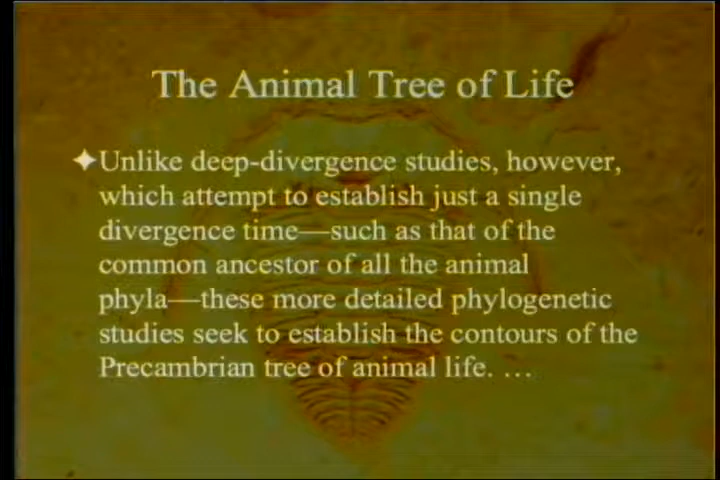 The Animal Tree of Life
✦Unlike deep-divergence studies, however,
which attempt to establish just a single
divergence time—such as that of the
common ancestor of all the animal
phyla—these more detailed phylogenetic
studies seek to establish the contours of the
Precambrian tree of animal life. …